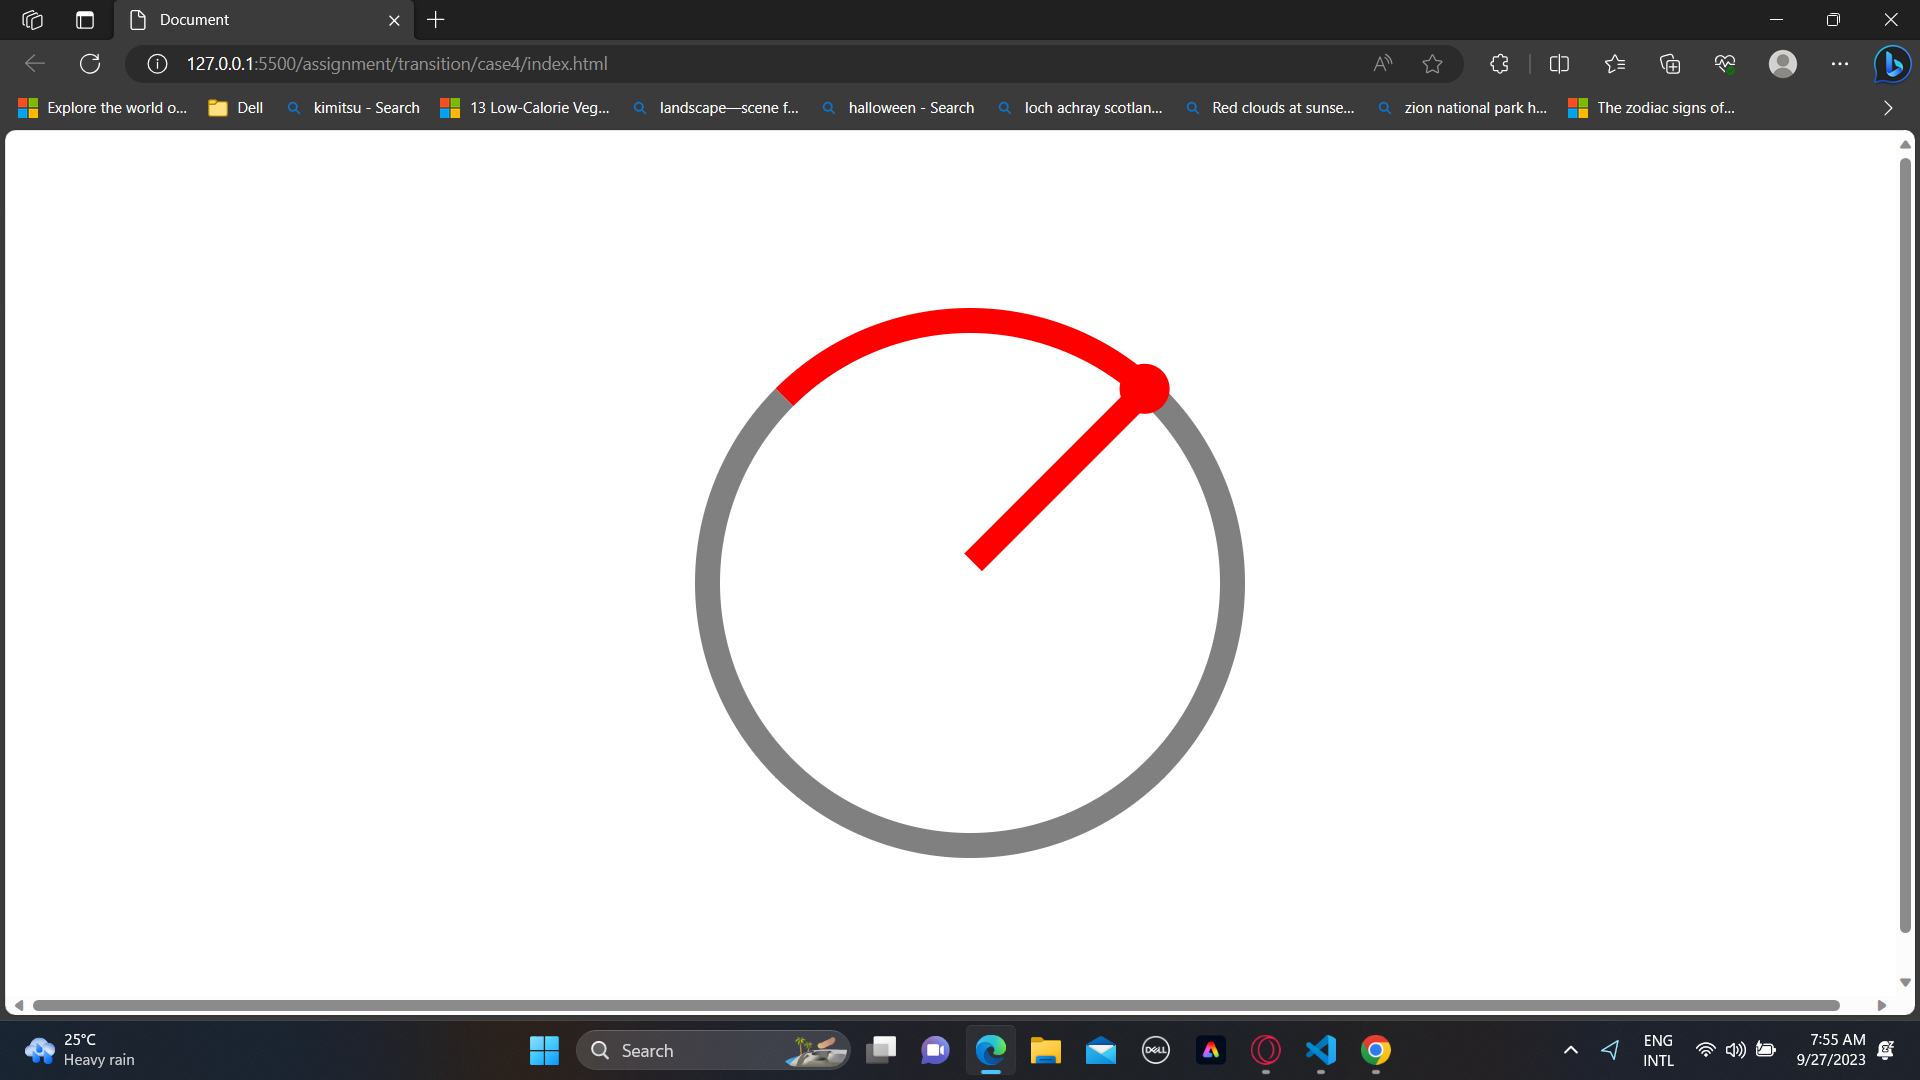 Document
127.0.0.1:5500/assignment/transition/case4/index.html
Explore the world o... Dell kimitsu - Search 13 Low-Calorie Veg... landscape—scene f... halloween - Search loch achray scotlan... Red clouds at sunse... zion national park h... The zodiac signs of...
25°C
Heavy rain
Search
DELL
ENG
INTL
7:55 AM
9/27/2023